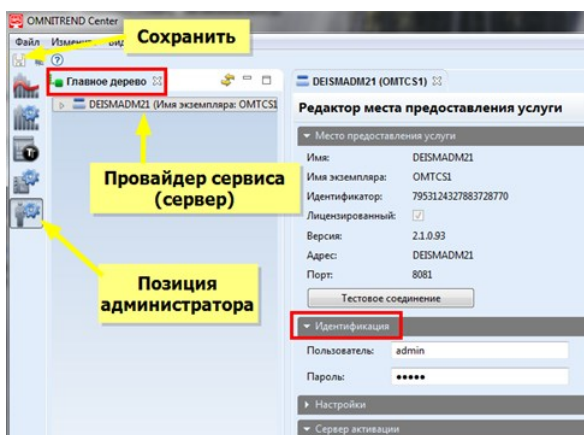 OMNITREND Center
Файл
Сохранить
Главное дерево
DEISMADM21 (OMTCS1)
DEISMADM21 (Имя экземпляра: OMTCS1
Редактор места предоставления услуги
Место предоставления услуги
Имя: DEISMADM21
Имя экземпляра: OMTCS1
Идентификатор: 7953124327883728770
Лицензированный:
Версия: 2.1.0.93
Адрес: DEISMADM21
Порт: 8081
Тестовое соединение
Провайдер сервиса
(сервер)
Позиция
администратора
Идентификация
Пользователь: admin
Пароль: •••••
Настройки
Сервер активации